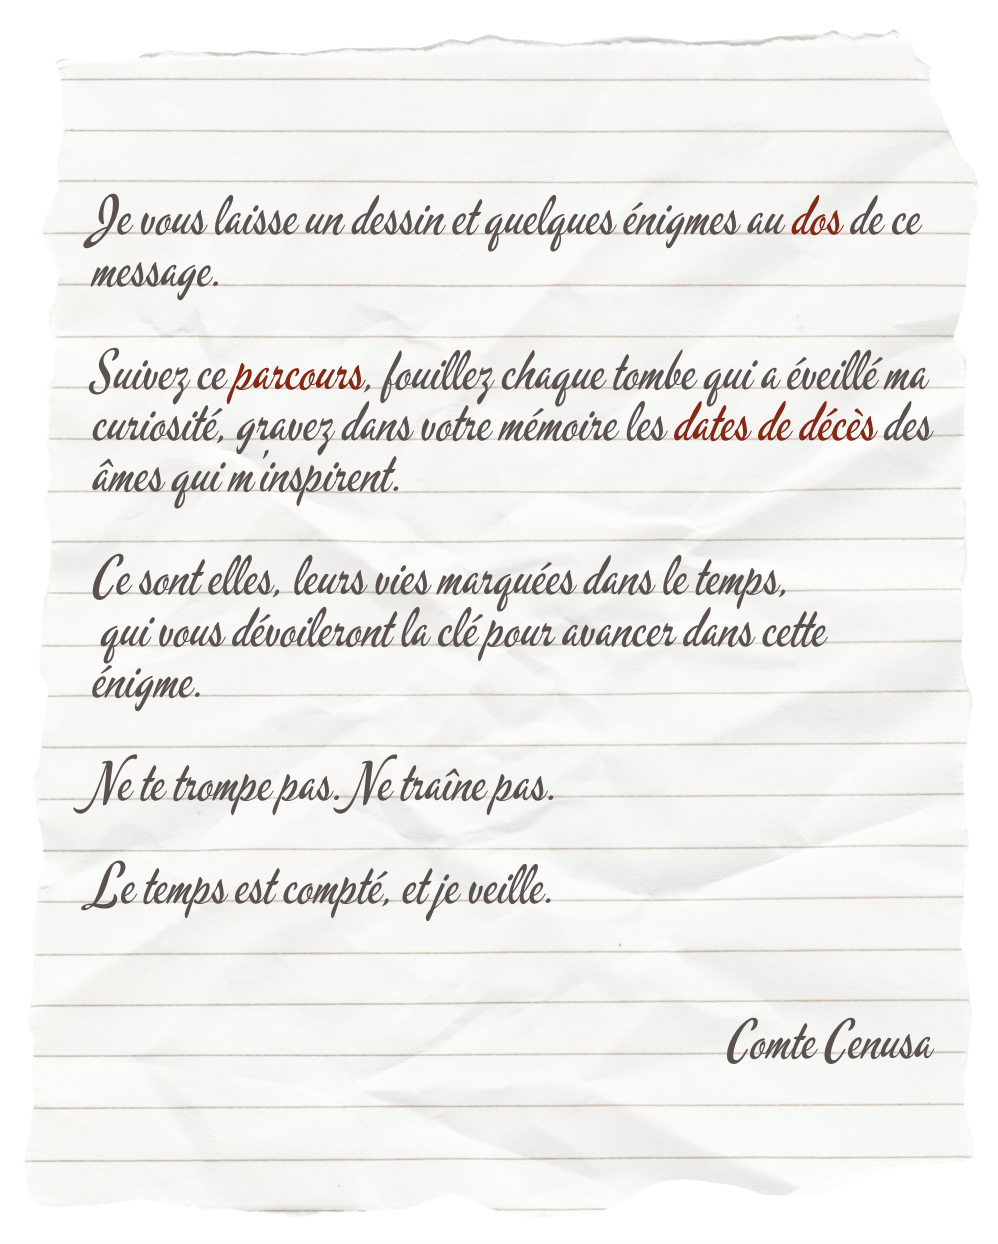 Je vous laisse un dessin et quelques énigmes au dos de ce
message.
Suivez ce parcours, fouillez chaque tombe qui a éveillé ma
curiosité, gravez dans votre mémoire les dates de décès des
âmes qui m'inspirent.
Ce sont elles, leurs vies marquées dans le temps,
qui vous dévoileront la clé pour avancer dans cette
énigme.
Ne te trompe pas. Ne traîne pas.
Le temps est compté, et je veille.
Comte Cenusa